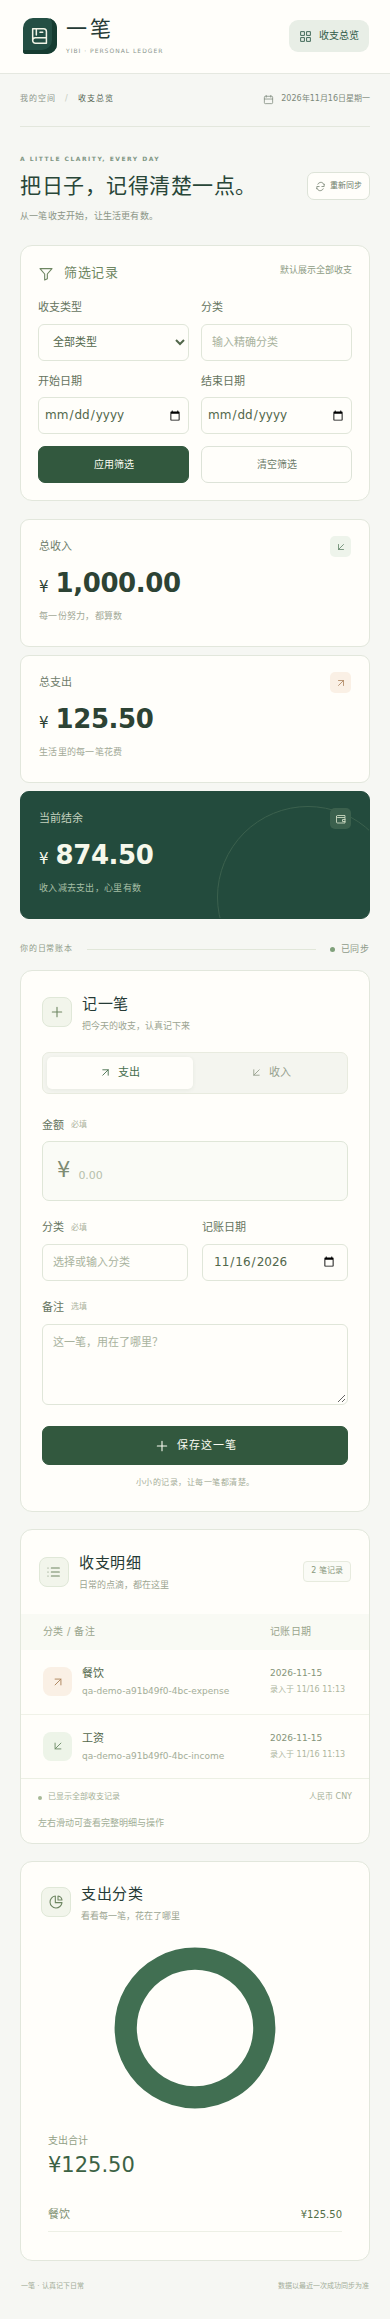 一笔
YIBI · PERSONAL LEDGER
收支总览
我的空间 / 收支总览
2026年11月16日星期一
A LITTLE CLARITY, EVERY DAY
把日子，记得清楚一点。
重新同步
从一笔收支开始，让生活更有数。
筛选记录
默认展示全部收支
收支类型
分类
全部类型
输入精确分类
开始日期
结束日期
mm/dd/yyyy
mm/dd/yyyy
应用筛选
清空筛选
总收入
¥ 1,000.00
每一份努力，都算数
总支出
¥ 125.50
生活里的每一笔花费
当前结余
¥ 874.50
收入减去支出，心里有数
你的日常账本
已同步
记一笔
把今天的收支，认真记下来
支出
收入
金额 必填
¥ 0.00
分类 必填
记账日期
选择或输入分类
11/16/2026
备注 选填
这一笔，用在了哪里？
保存这一笔
小小的记录，让每一笔都清楚。
收支明细
日常的点滴，都在这里
2 笔记录
分类 / 备注
记账日期
餐饮
qa-demo-a91b49f0-4bc-expense
2026-11-15
录入于 11/16 11:13
工资
qa-demo-a91b49f0-4bc-income
2026-11-15
录入于 11/16 11:13
已显示全部收支记录
人民币 CNY
左右滑动可查看完整明细与操作
支出分类
看看每一笔，花在了哪里
支出合计
¥125.50
餐饮
¥125.50
一笔 · 认真记下日常
数据以最近一次成功同步为准